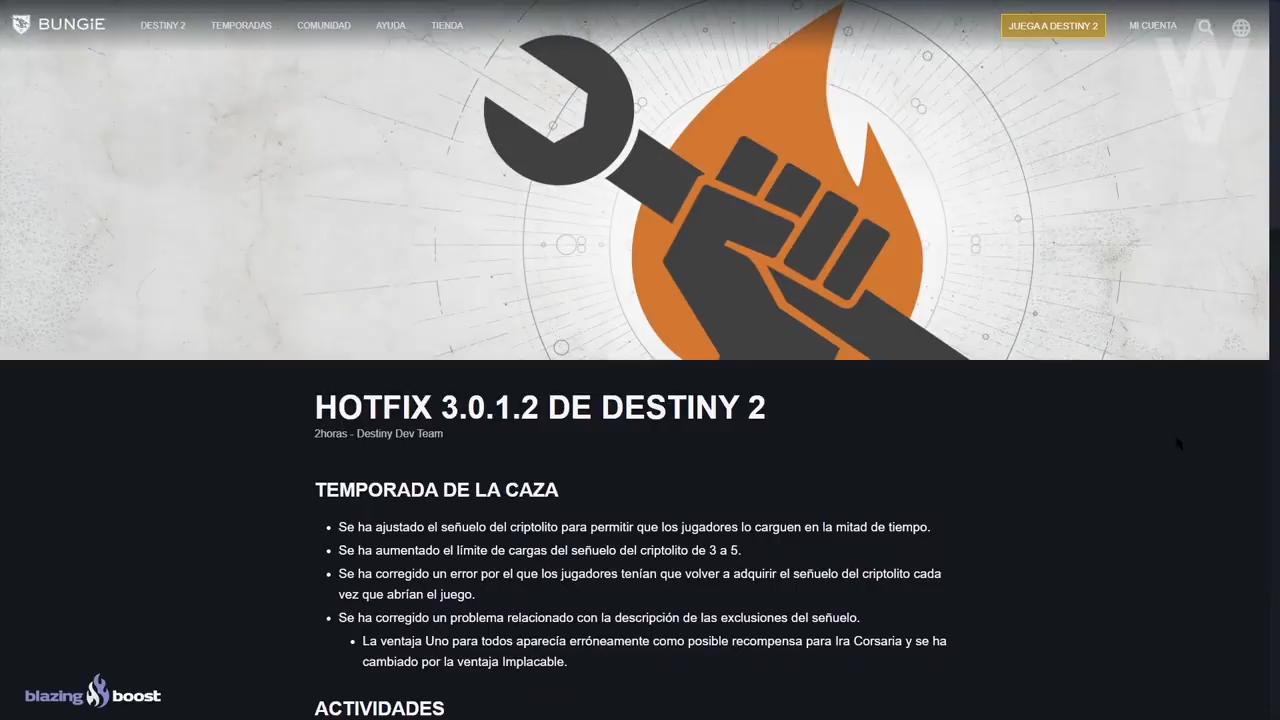 BUNGiE
DESTINY 2
TEMPORADAS
COMUNIDAD
AYUDA
TIENDA
JUEGA A DESTINY 2
MI CUENTA
HOTFIX 3.0.1.2 DE DESTINY 2
2horas - Destiny Dev Team
TEMPORADA DE LA CAZA
Se ha ajustado el señuelo del criptolito para permitir que los jugadores lo carguen en la mitad de tiempo.
Se ha aumentado el límite de cargas del señuelo del criptolito de 3 a 5.
Se ha corregido un error por el que los jugadores tenían que volver a adquirir el señuelo del criptolito cada
vez que abrían el juego.
Se ha corregido un problema relacionado con la descripción de las exclusiones del señuelo.
La ventaja Uno para todos aparecía erróneamente como posible recompensa para Ira Corsaria y se ha
cambiado por la ventaja Implacable.
blazing boost
ACTIVIDADES